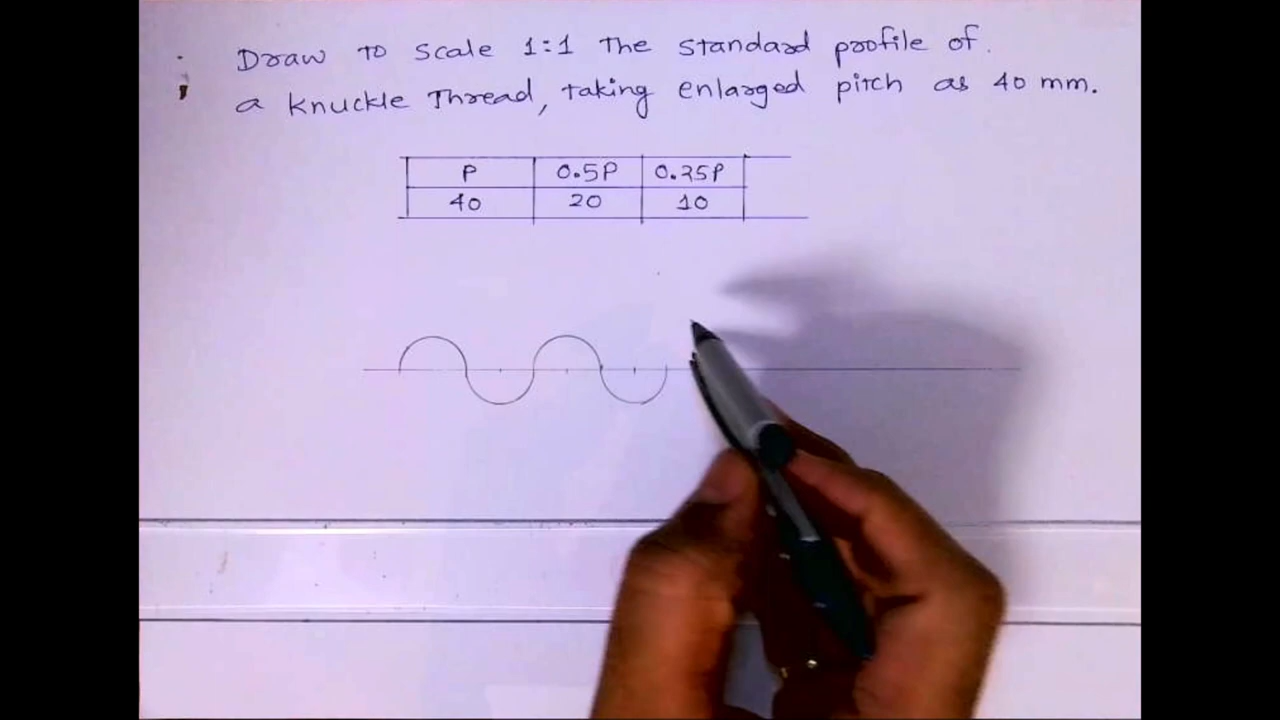 Draw to scale 1:1 the standard profile of.
a knuckle Thread, taking enlarged pitch as 40 mm.
P 0.5P 0.25P
40 20 10